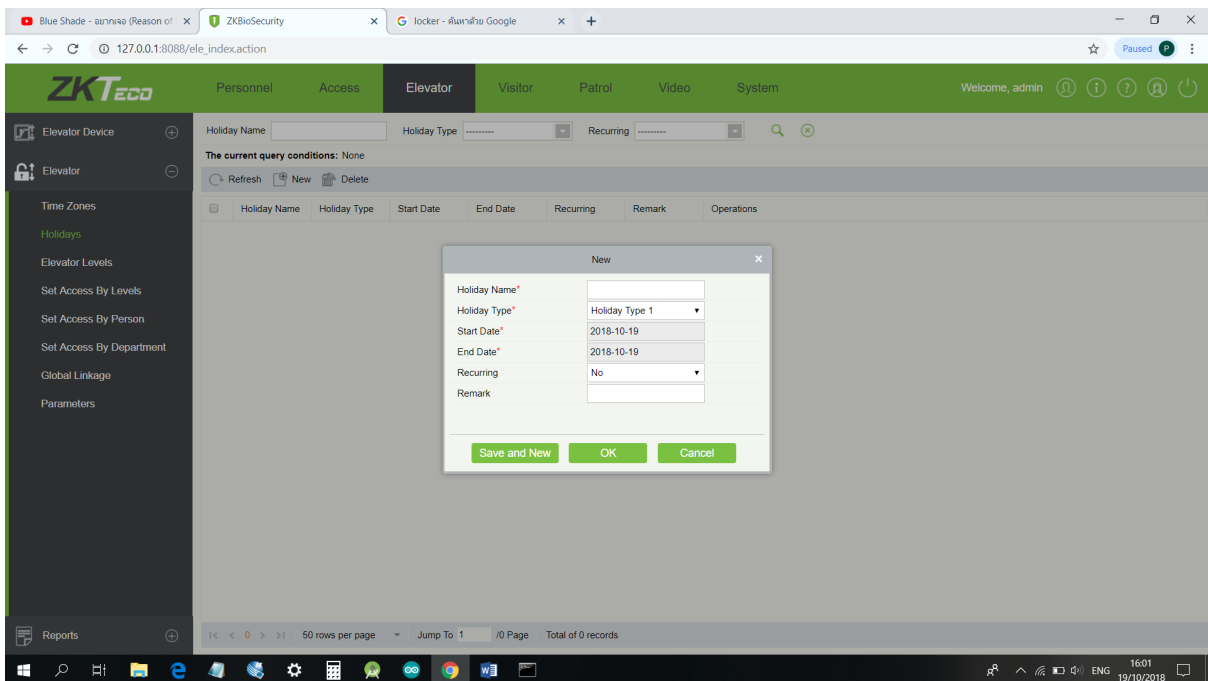 Blue Shade - อยากเจอ (Reason of
ZKBioSecurity
locker - ค้นหาด้วย Google
127.0.0.1:8088/ele_index.action
Paused P
ZKTECO
Personnel Access Elevator Visitor Patrol Video System
Welcome, admin
Elevator Device
Elevator
Time Zones
Holidays
Elevator Levels
Set Access By Levels
Set Access By Person
Set Access By Department
Global Linkage
Parameters
Reports
Holiday Name Holiday Type --------- Recurring ---------
The current query conditions: None
Refresh New Delete
Holiday Name Holiday Type Start Date End Date Recurring Remark Operations
New
Holiday Name*
Holiday Type* Holiday Type 1
Start Date* 2018-10-19
End Date* 2018-10-19
Recurring No
Remark
Save and New OK Cancel
0 50 rows per page Jump To 1 /0 Page Total of 0 records
ENG
16:01
19/10/2018